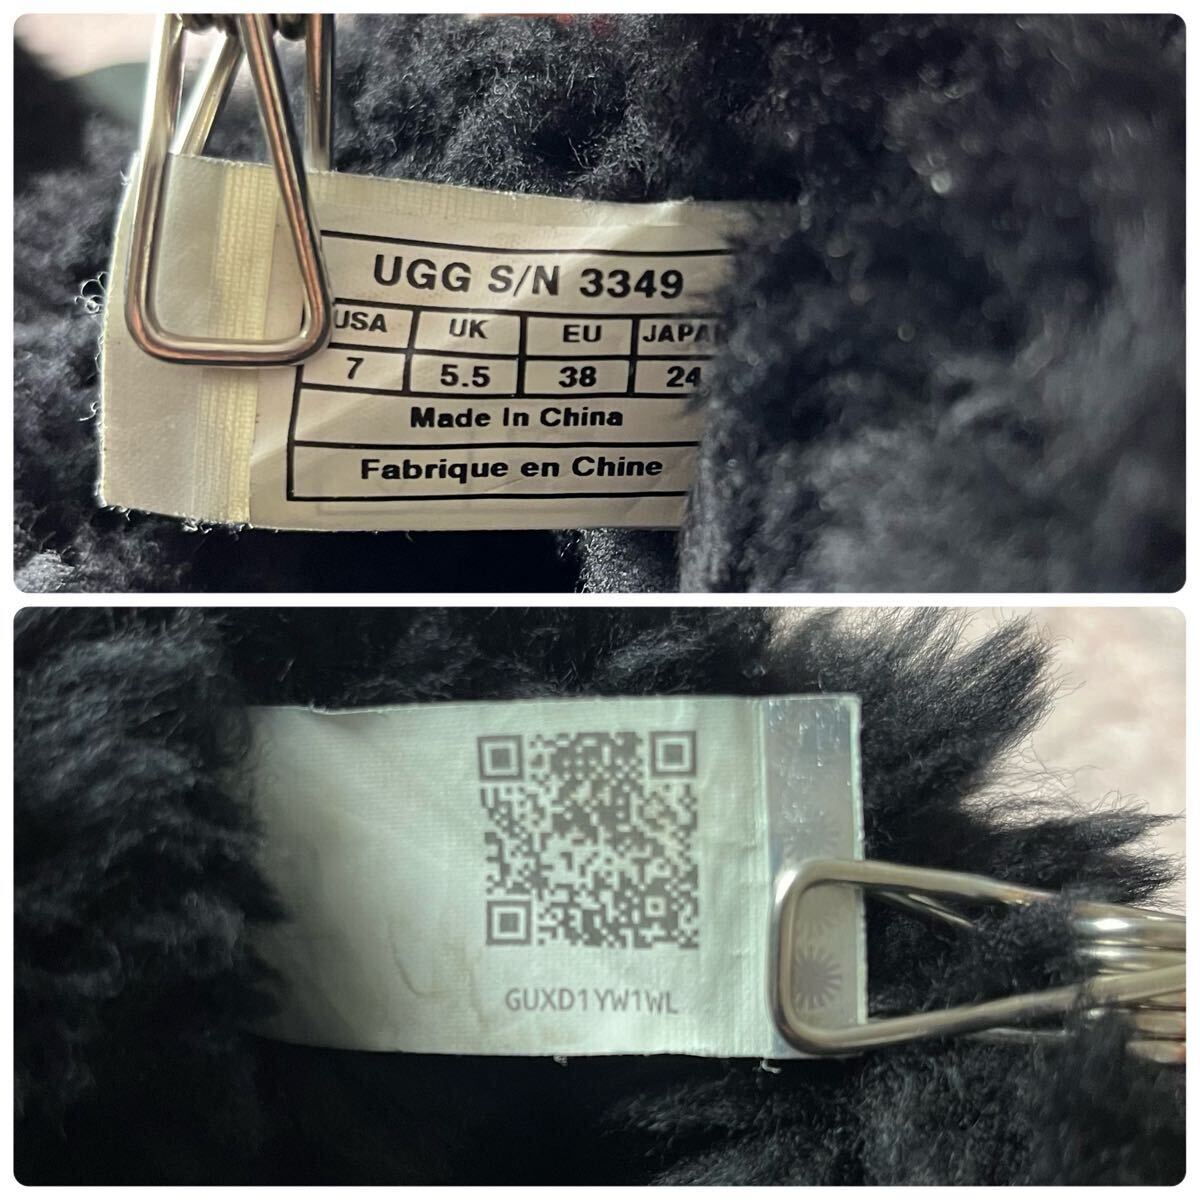 UGG S/N 3349
USA UK EU
7 5.5 38 24
Made In China
Fabrique en Chine
GUXD1YW1WL